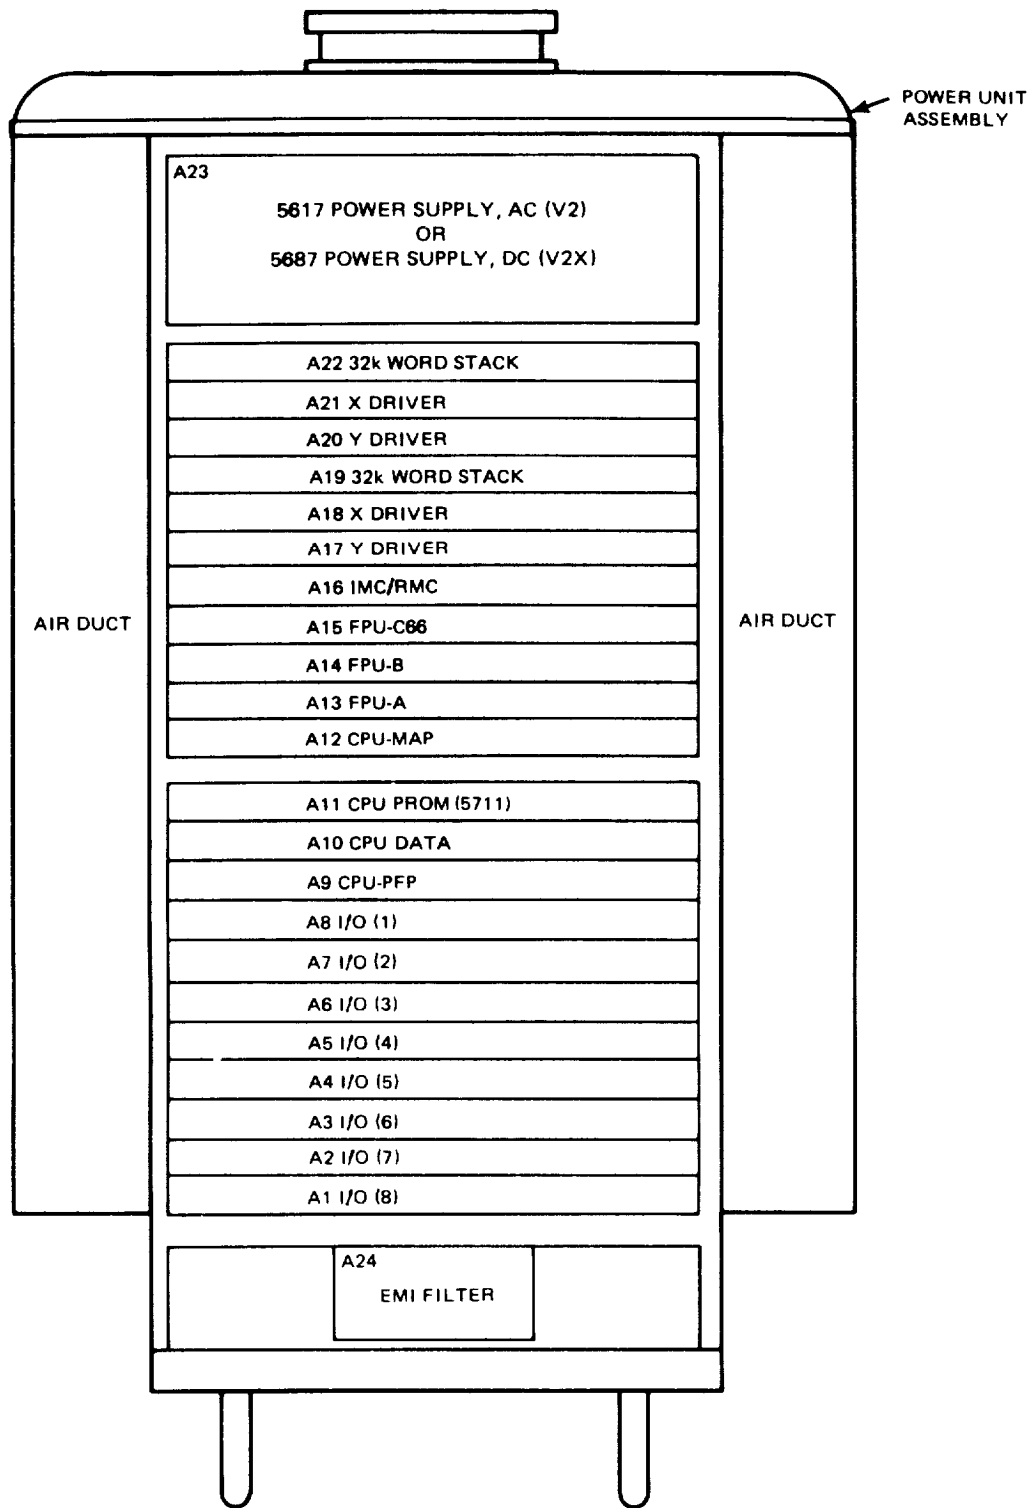 POWER UNIT
ASSEMBLY
A23
5617 POWER SUPPLY, AC (V2)
OR
5687 POWER SUPPLY, DC (V2X)
A22 32k WORD STACK
A21 X DRIVER
A20 Y DRIVER
A19 32k WORD STACK
A18 X DRIVER
A17 Y DRIVER
A16 IMC/RMC
AIR DUCT
A15 FPU-C66
AIR DUCT
A14 FPU-B
A13 FPU-A
A12 CPU-MAP
A11 CPU PROM (5711)
A10 CPU DATA
A9 CPU-PFP
A8 I/O (1)
A7 I/O (2)
A6 I/O (3)
A5 I/O (4)
A4 I/O (5)
A3 I/O (6)
A2 I/O (7)
A1 I/O (8)
A24
EMI FILTER